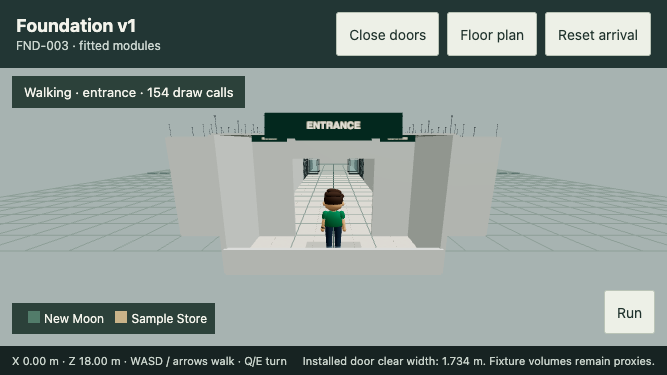 Foundation v1
FND-003 · fitted modules
Close doors
Floor plan
Reset arrival
Walking · entrance · 154 draw calls
ENTRANCE
New Moon
Sample Store
Run
X 0.00 m · Z 18.00 m · WASD / arrows walk · Q/E turn
Installed door clear width: 1.734 m. Fixture volumes remain proxies.